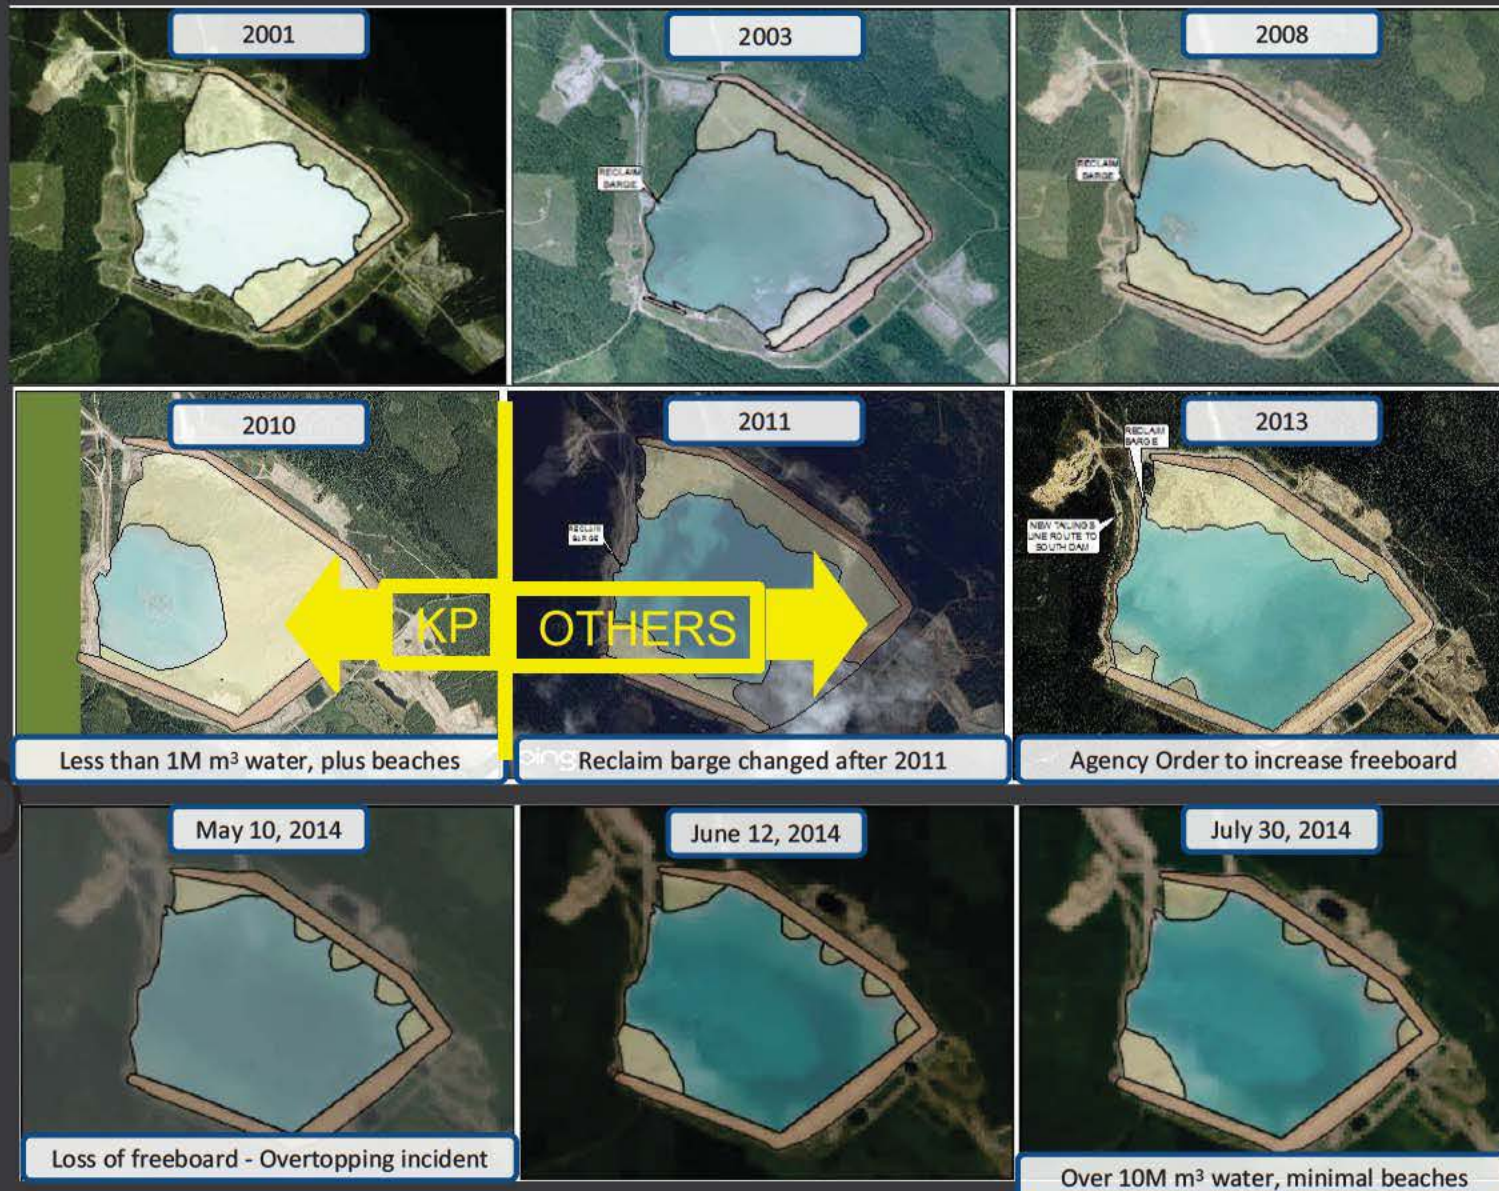 2001
2003
2008
RECLAIM
BARGE
RECLAIM
BARGE
2010
2011
2013
RECLAIM
BARGE
RECLAIM
BARGE
NEW TAILINGS
LINE ROUTE TO
SOUTH DAM
KP
OTHERS
Less than 1M m³ water, plus beaches
bing
Reclaim barge changed after 2011
Agency Order to increase freeboard
May 10, 2014
June 12, 2014
July 30, 2014
Loss of freeboard - Overtopping incident
Over 10M m³ water, minimal beaches